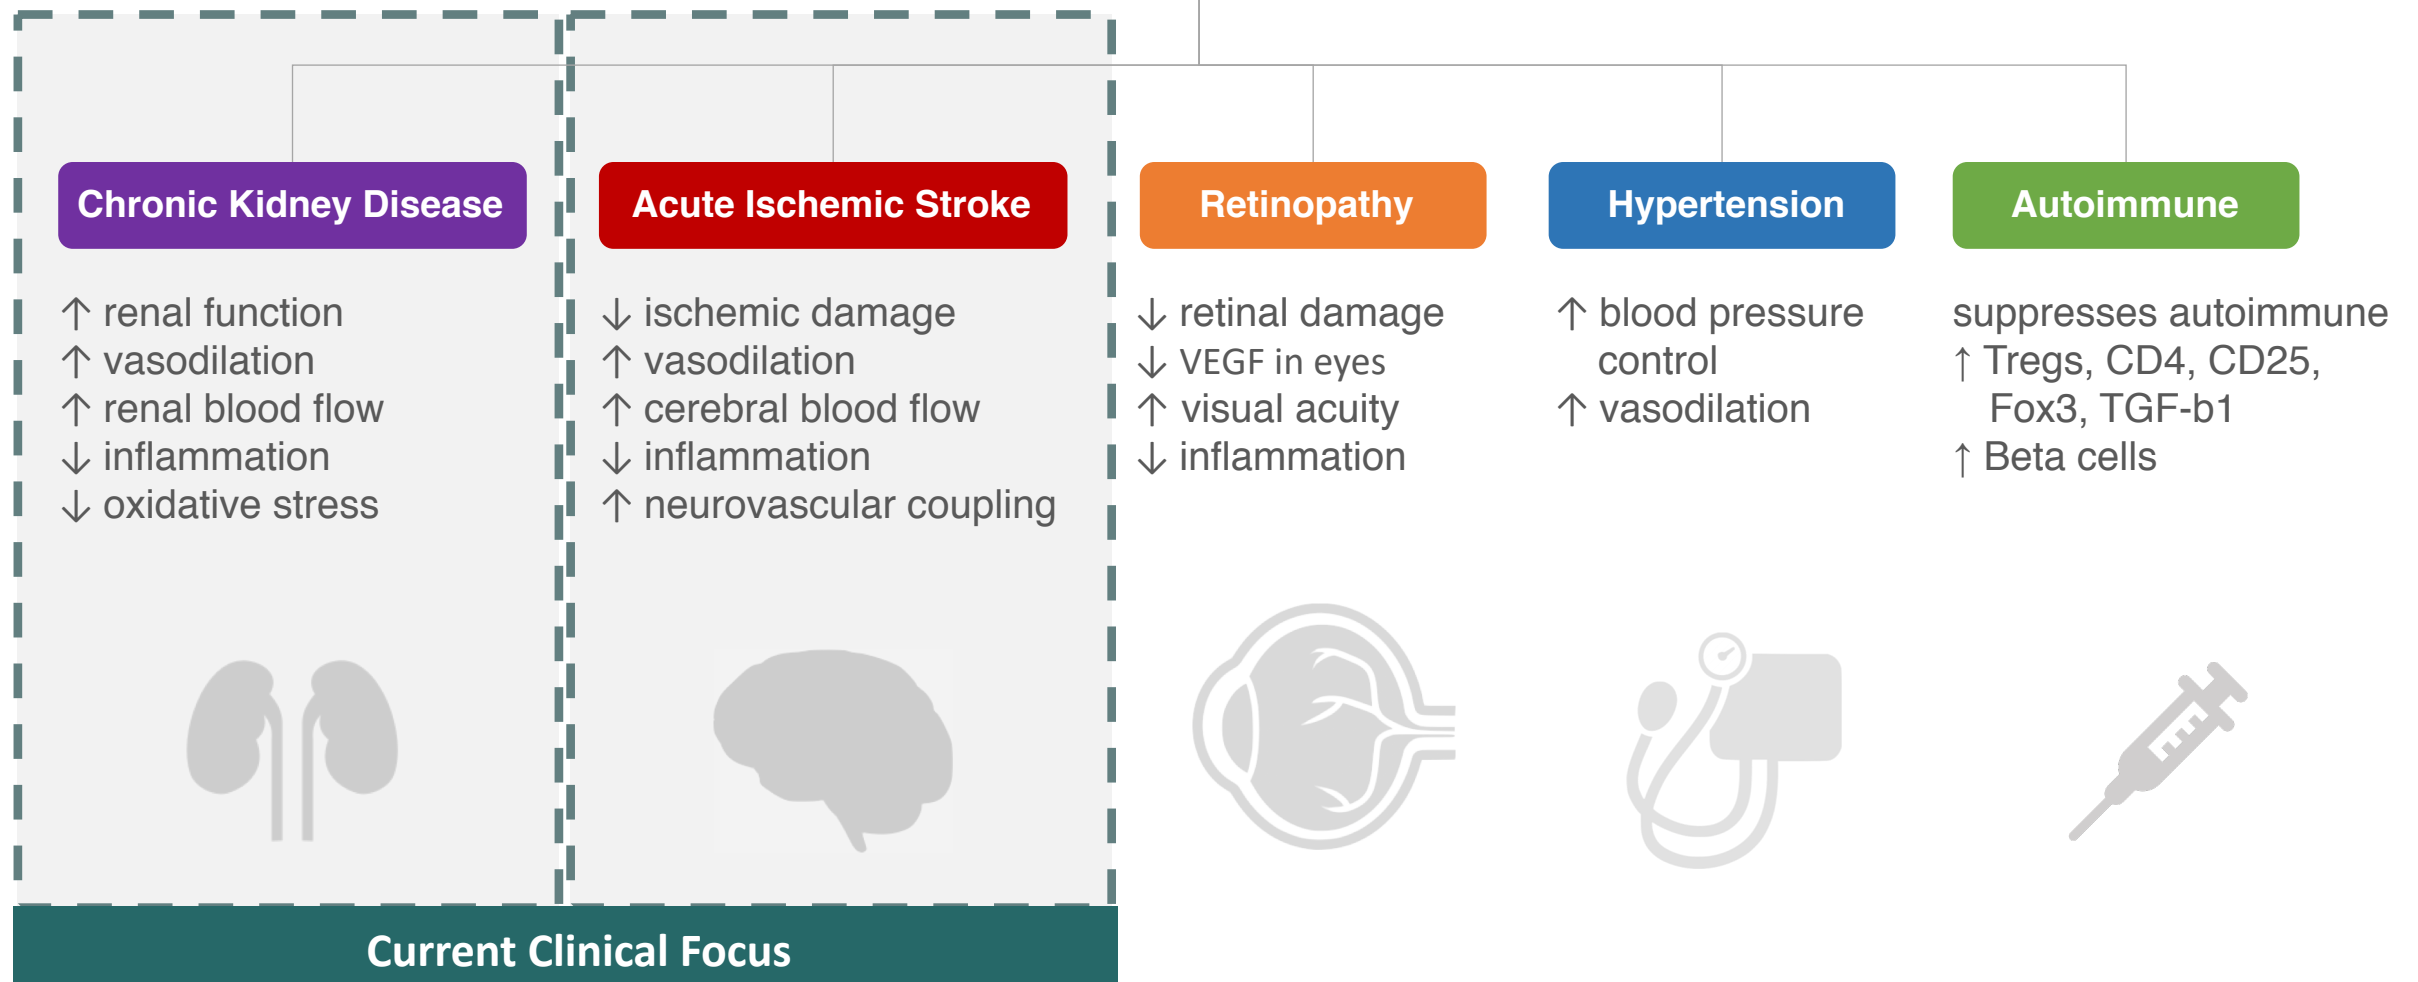 Chronic Kidney Disease
↑ renal function
↑ vasodilation
↑ renal blood flow
↓ inflammation
↓ oxidative stress
Acute Ischemic Stroke
↓ ischemic damage
↑ vasodilation
↑ cerebral blood flow
↓ inflammation
↑ neurovascular coupling
Retinopathy
↓ retinal damage
↓ VEGF in eyes
↑ visual acuity
↓ inflammation
Hypertension
↑ blood pressure
control
↑ vasodilation
Autoimmune
suppresses autoimmune
↑ Tregs, CD4, CD25,
Fox3, TGF-b1
↑ Beta cells
Current Clinical Focus